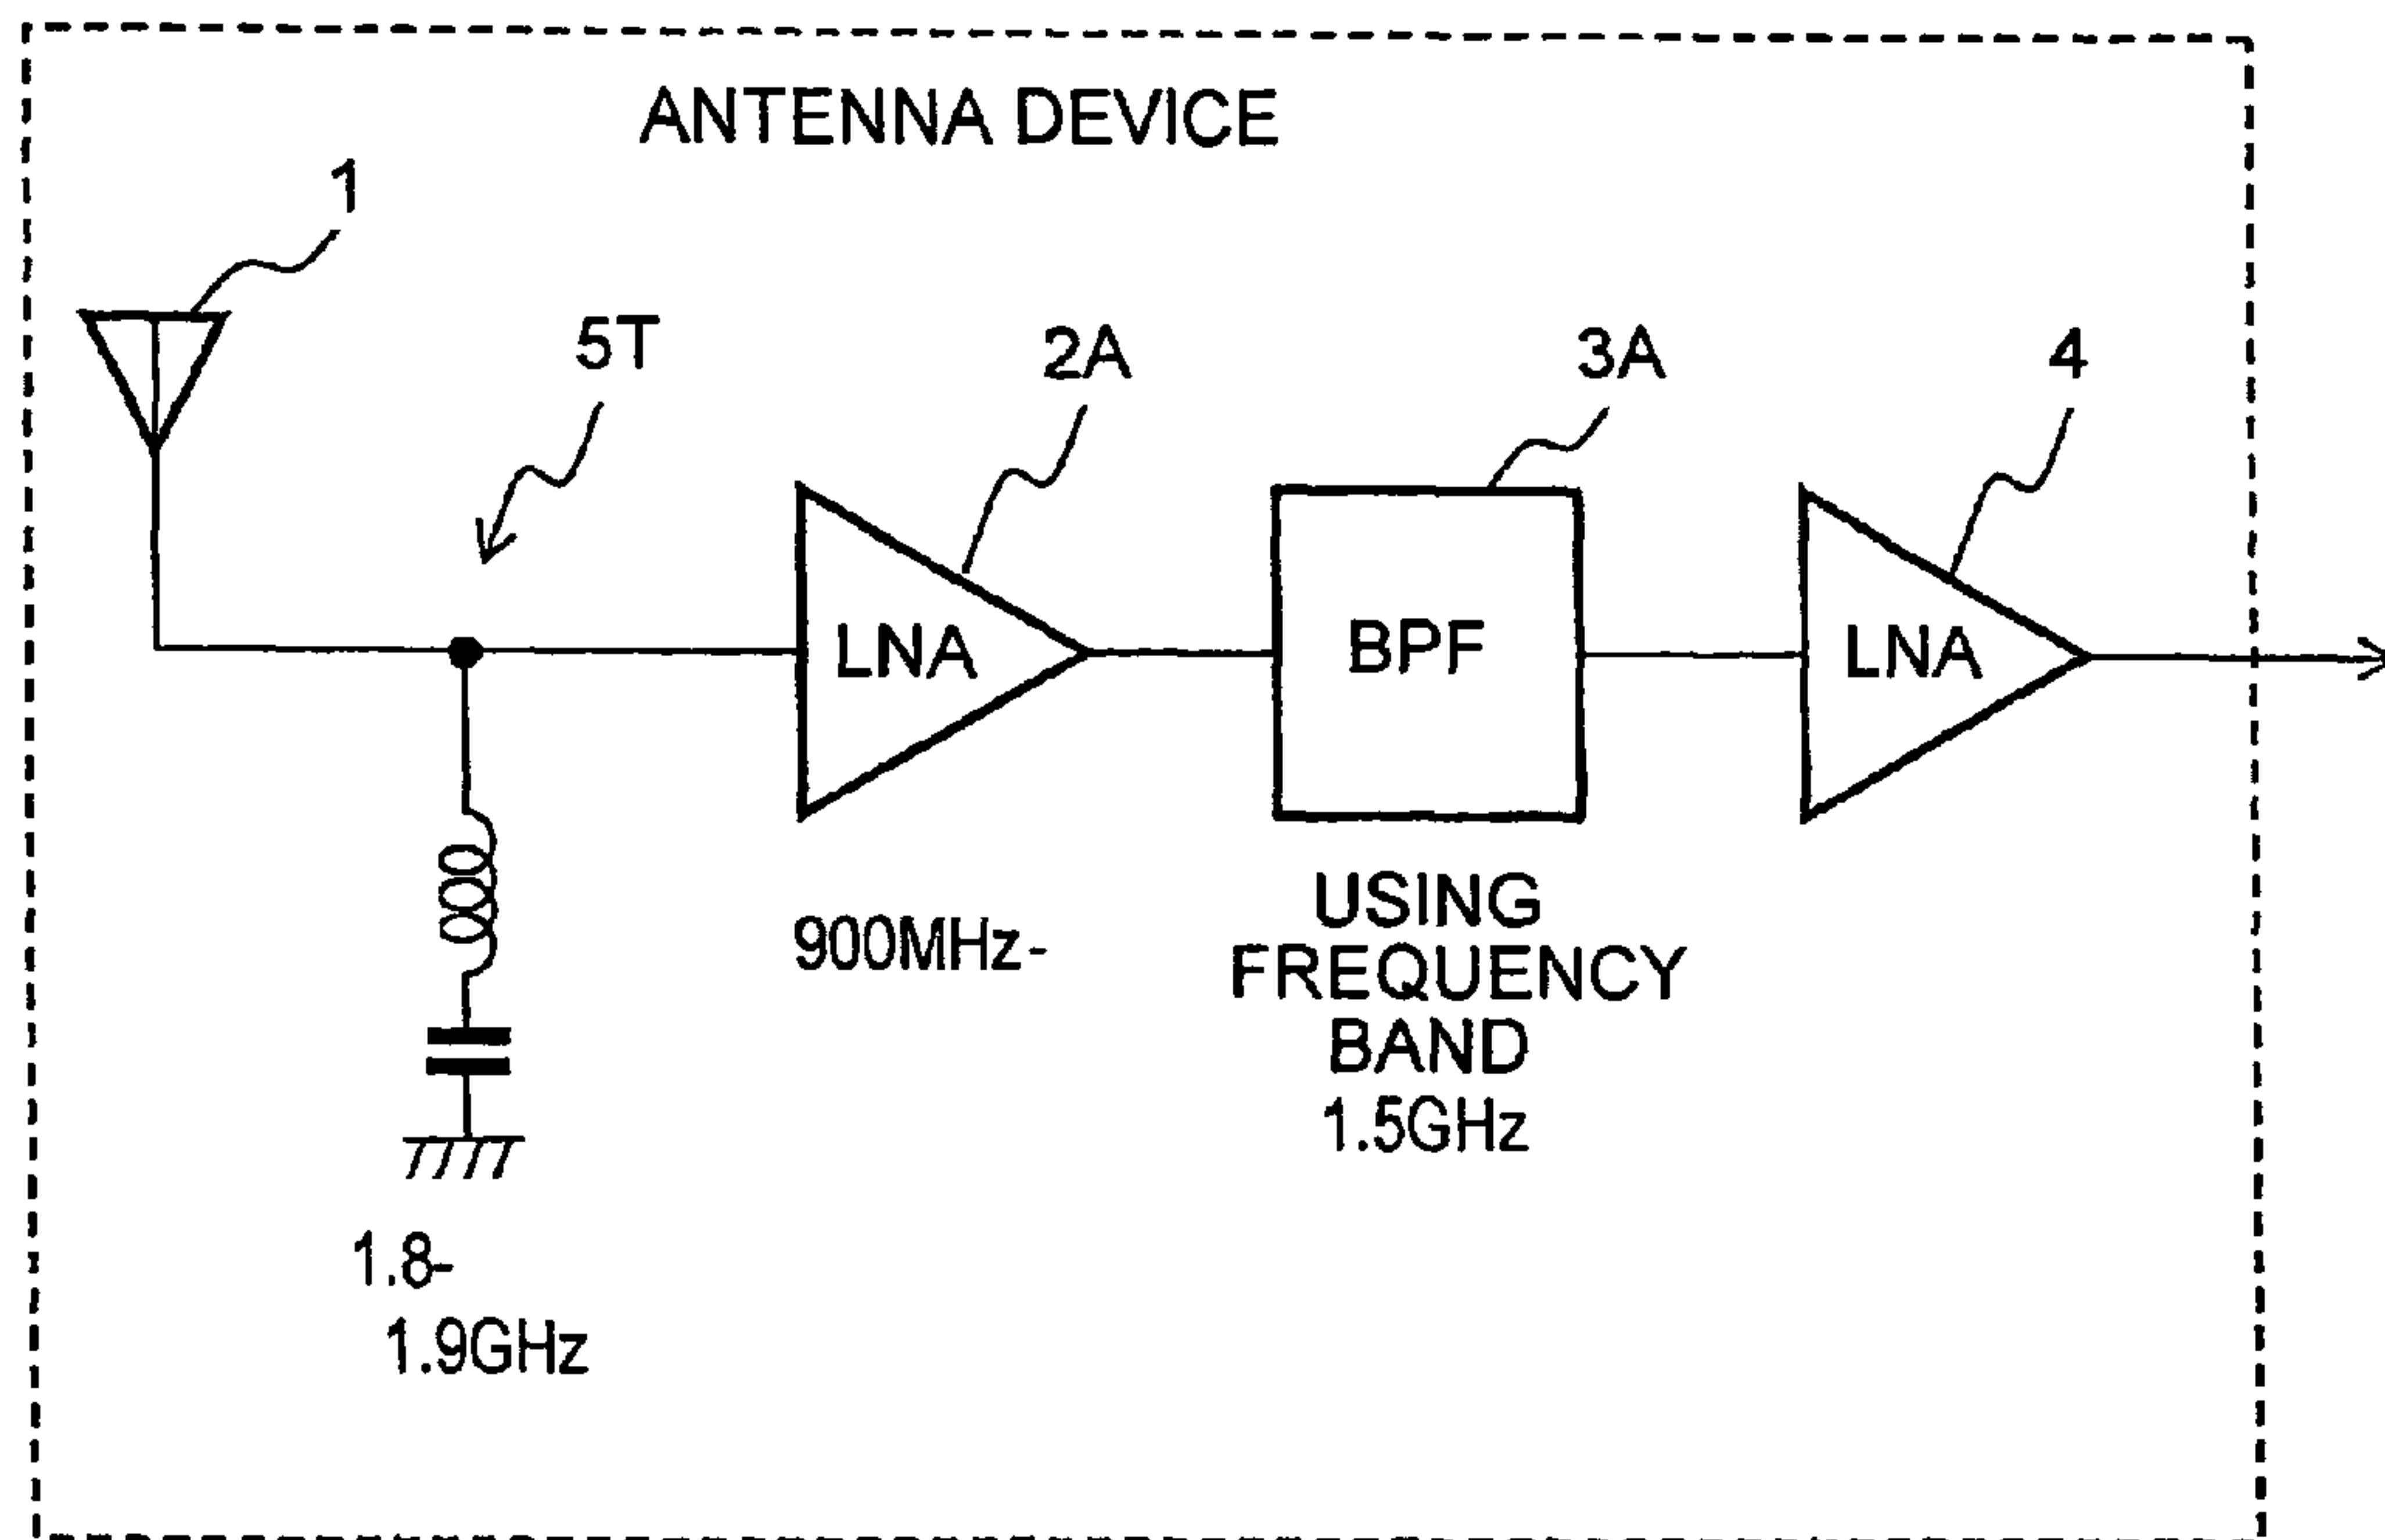 ANTENNA DEVICE
1
5T
2A
3A
4
LNA
BPF
LNA
900MHz-
USING
FREQUENCY
BAND
1.5GHz
1.8-
1.9GHz